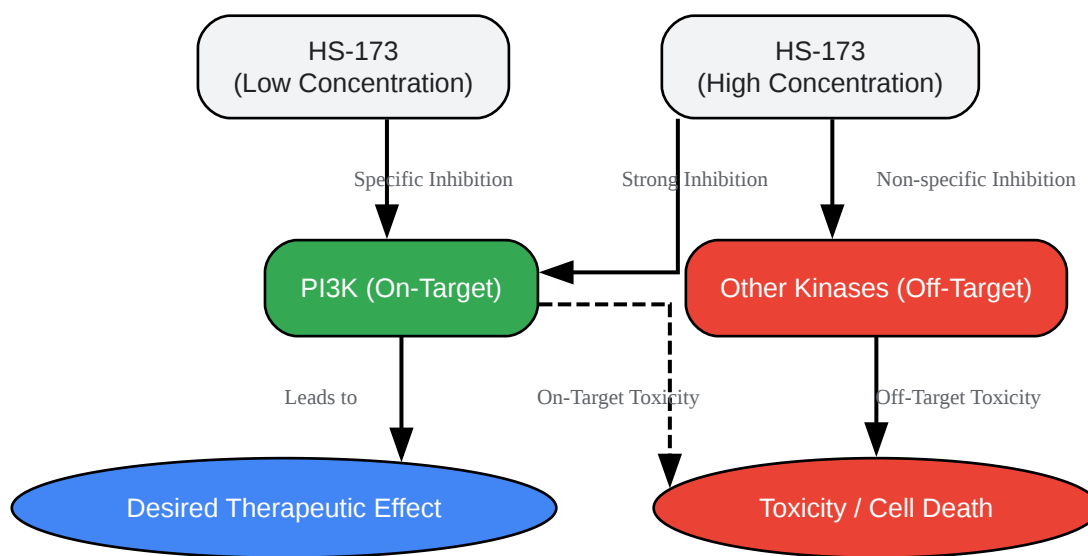 HS-173
(Low Concentration)
HS-173
(High Concentration)
Specific Inhibition
Strong Inhibition
Non-specific Inhibition
PI3K (On-Target)
Other Kinases (Off-Target)
Leads to
On-Target Toxicity
Off-Target Toxicity
Desired Therapeutic Effect
Toxicity / Cell Death